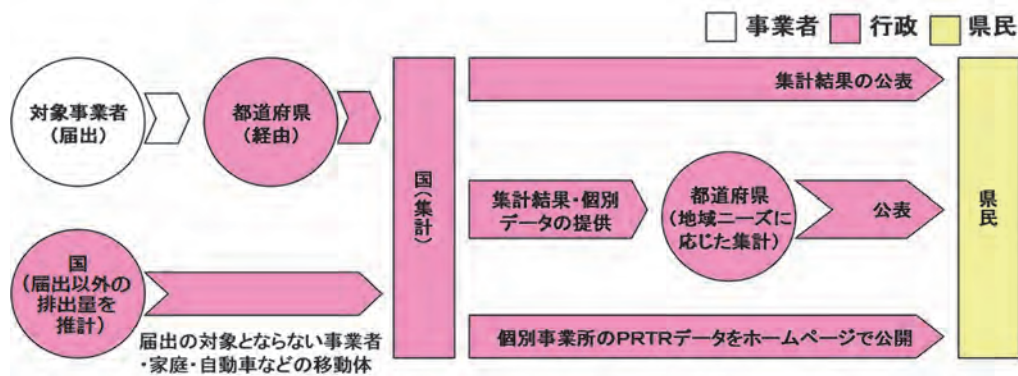 事業者 行政 県民
対象事業者
(届出)
都道府県
(経由)
国(集計)
集計結果の公表
県民
集計結果・個別
データの提供
都道府県
(地域ニーズに
応じた集計)
公表
国
(届出以外の
排出量を
推計)
届出の対象とならない事業者
・家庭・自動車などの移動体
個別事業所のPRTRデータをホームページで公開